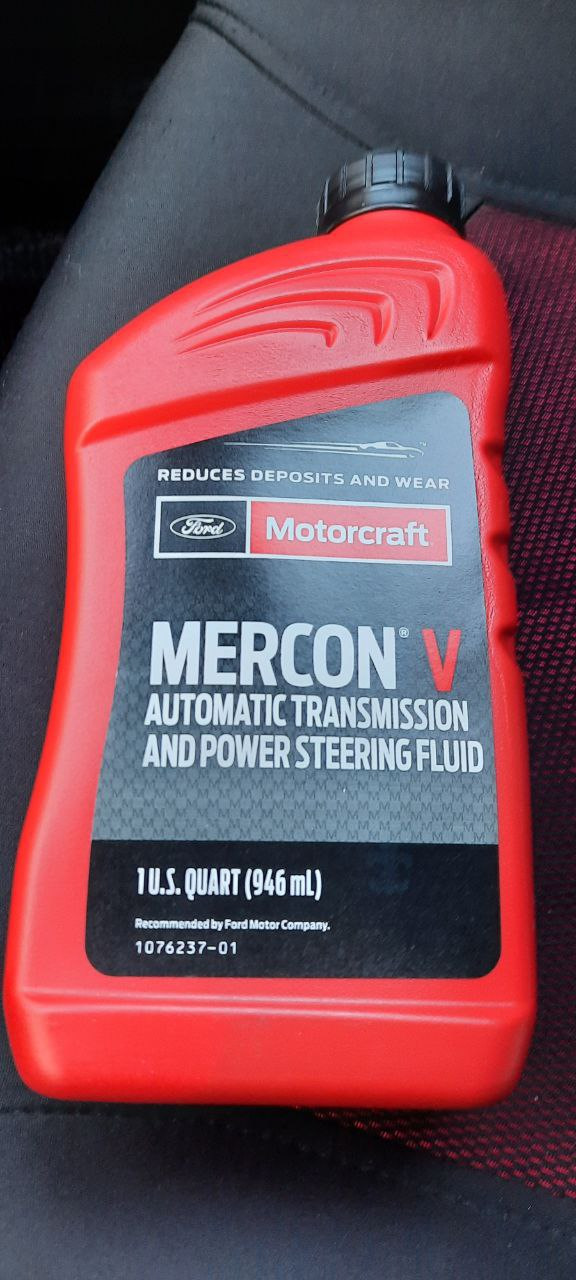 REDUCES DEPOSITS AND WEAR
Ford Motorcraft
MERCON® V
AUTOMATIC TRANSMISSION
AND POWER STEERING FLUID
1 U.S. QUART (946 mL)
Recommended by Ford Motor Company.
1076237-01